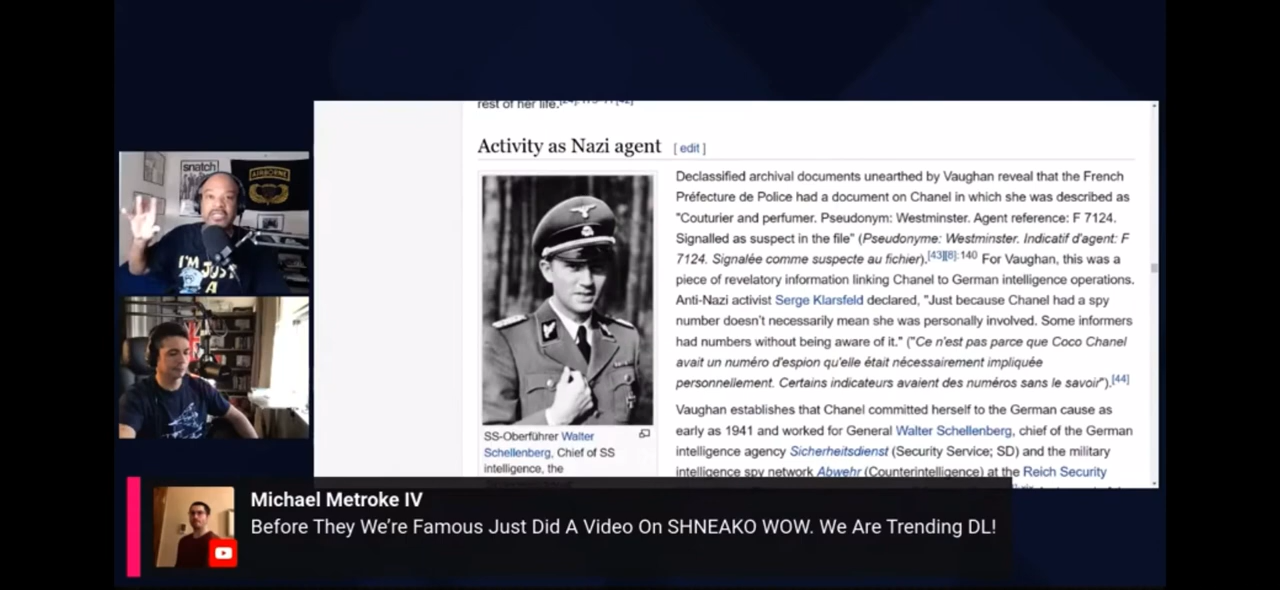 rest of her life.
Activity as Nazi agent [ edit ]
Declassified archival documents unearthed by Vaughan reveal that the French
Préfecture de Police had a document on Chanel in which she was described as
"Couturier and perfumer. Pseudonym: Westminster. Agent reference: F 7124.
Signalled as suspect in the file" (Pseudonyme: Westminster. Indicatif d'agent: F
7124. Signalée comme suspecte au fichier).[43][8]:140 For Vaughan, this was a
piece of revelatory information linking Chanel to German intelligence operations.
Anti-Nazi activist Serge Klarsfeld declared, "Just because Chanel had a spy
number doesn't necessarily mean she was personally involved. Some informers
had numbers without being aware of it." ("Ce n'est pas parce que Coco Chanel
avait un numéro d'espion qu'elle était nécessairement impliquée
personnellement. Certains indicateurs avaient des numéros sans le savoir").[44]
Vaughan establishes that Chanel committed herself to the German cause as
early as 1941 and worked for General Walter Schellenberg, chief of the German
intelligence agency Sicherheitsdienst (Security Service; SD) and the military
intelligence spy network Abwehr (Counterintelligence) at the Reich Security
SS-Oberführer Walter
Schellenberg, Chief of SS
intelligence, the
snatch
AIRBORNE
I'M JUST
A
Michael Metroke IV
Before They We're Famous Just Did A Video On SHNEAKO WOW. We Are Trending DL!